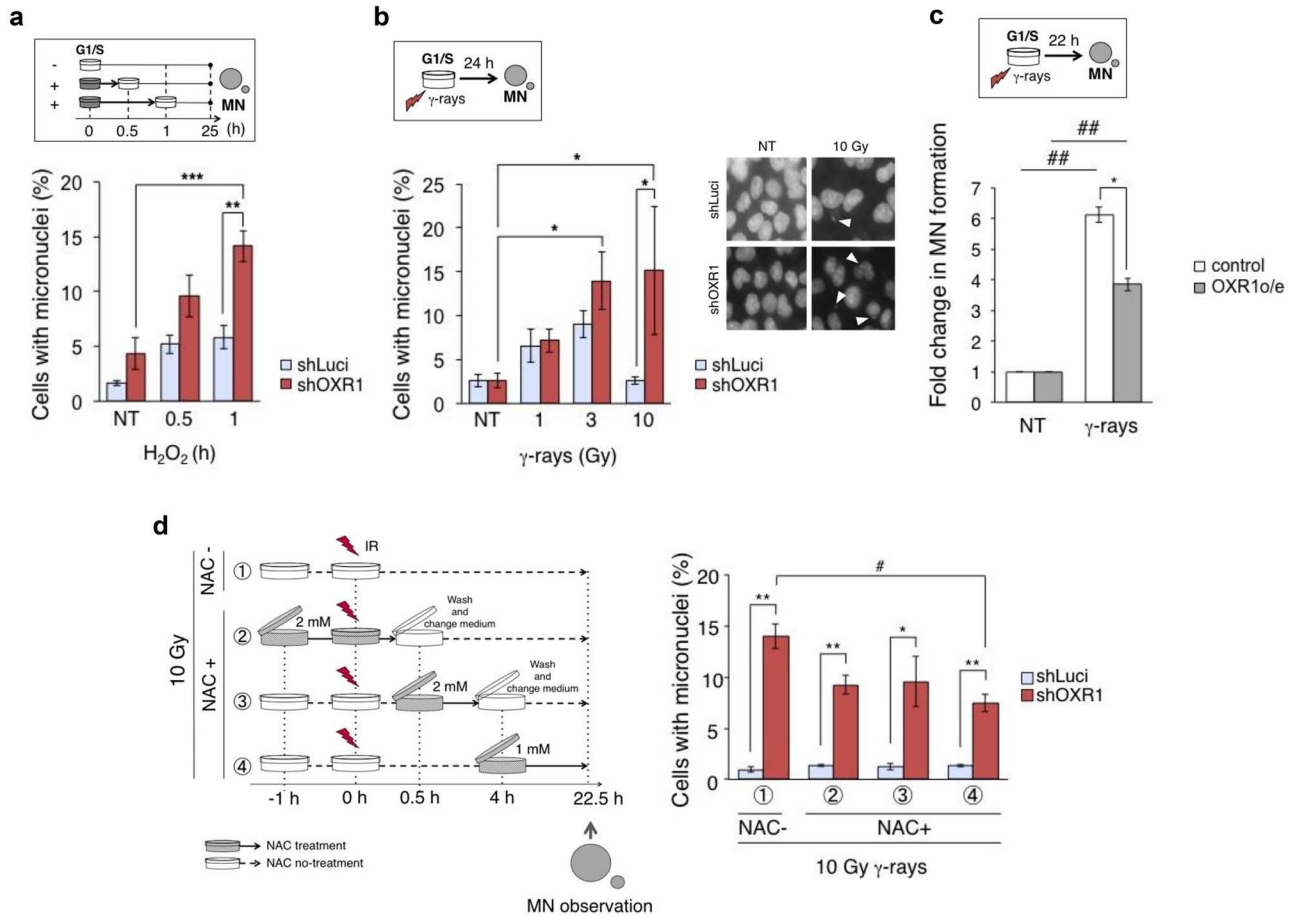 a
G1/S
-
+
+
MN
0 0.5 1 25 (h)
Cells with micronuclei (%)
20
15
10
5
0
***
**
NT 0.5 1
H₂O₂ (h)
shLuci
shOXR1
b
G1/S
24 h
γ-rays
MN
Cells with micronuclei (%)
25
20
15
10
5
0
*
*
*
NT 1 3 10
γ-rays (Gy)
shLuci
shOXR1
NT 10 Gy
shLuci
shOXR1
c
G1/S
22 h
γ-rays
MN
Fold change in MN formation
7
6
5
4
3
2
1
0
##
##
*
NT γ-rays
control
OXR1o/e
d
10 Gy
NAC -
NAC +
IR
①
②
2 mM
Wash
and
change medium
③
2 mM
Wash
and
change medium
④
1 mM
-1 h 0 h 0.5 h 4 h 22.5 h
NAC treatment
NAC no-treatment
MN observation
Cells with micronuclei (%)
20
15
10
5
0
#
**
**
*
**
① ② ③ ④
NAC- NAC+
10 Gy γ-rays
shLuci
shOXR1